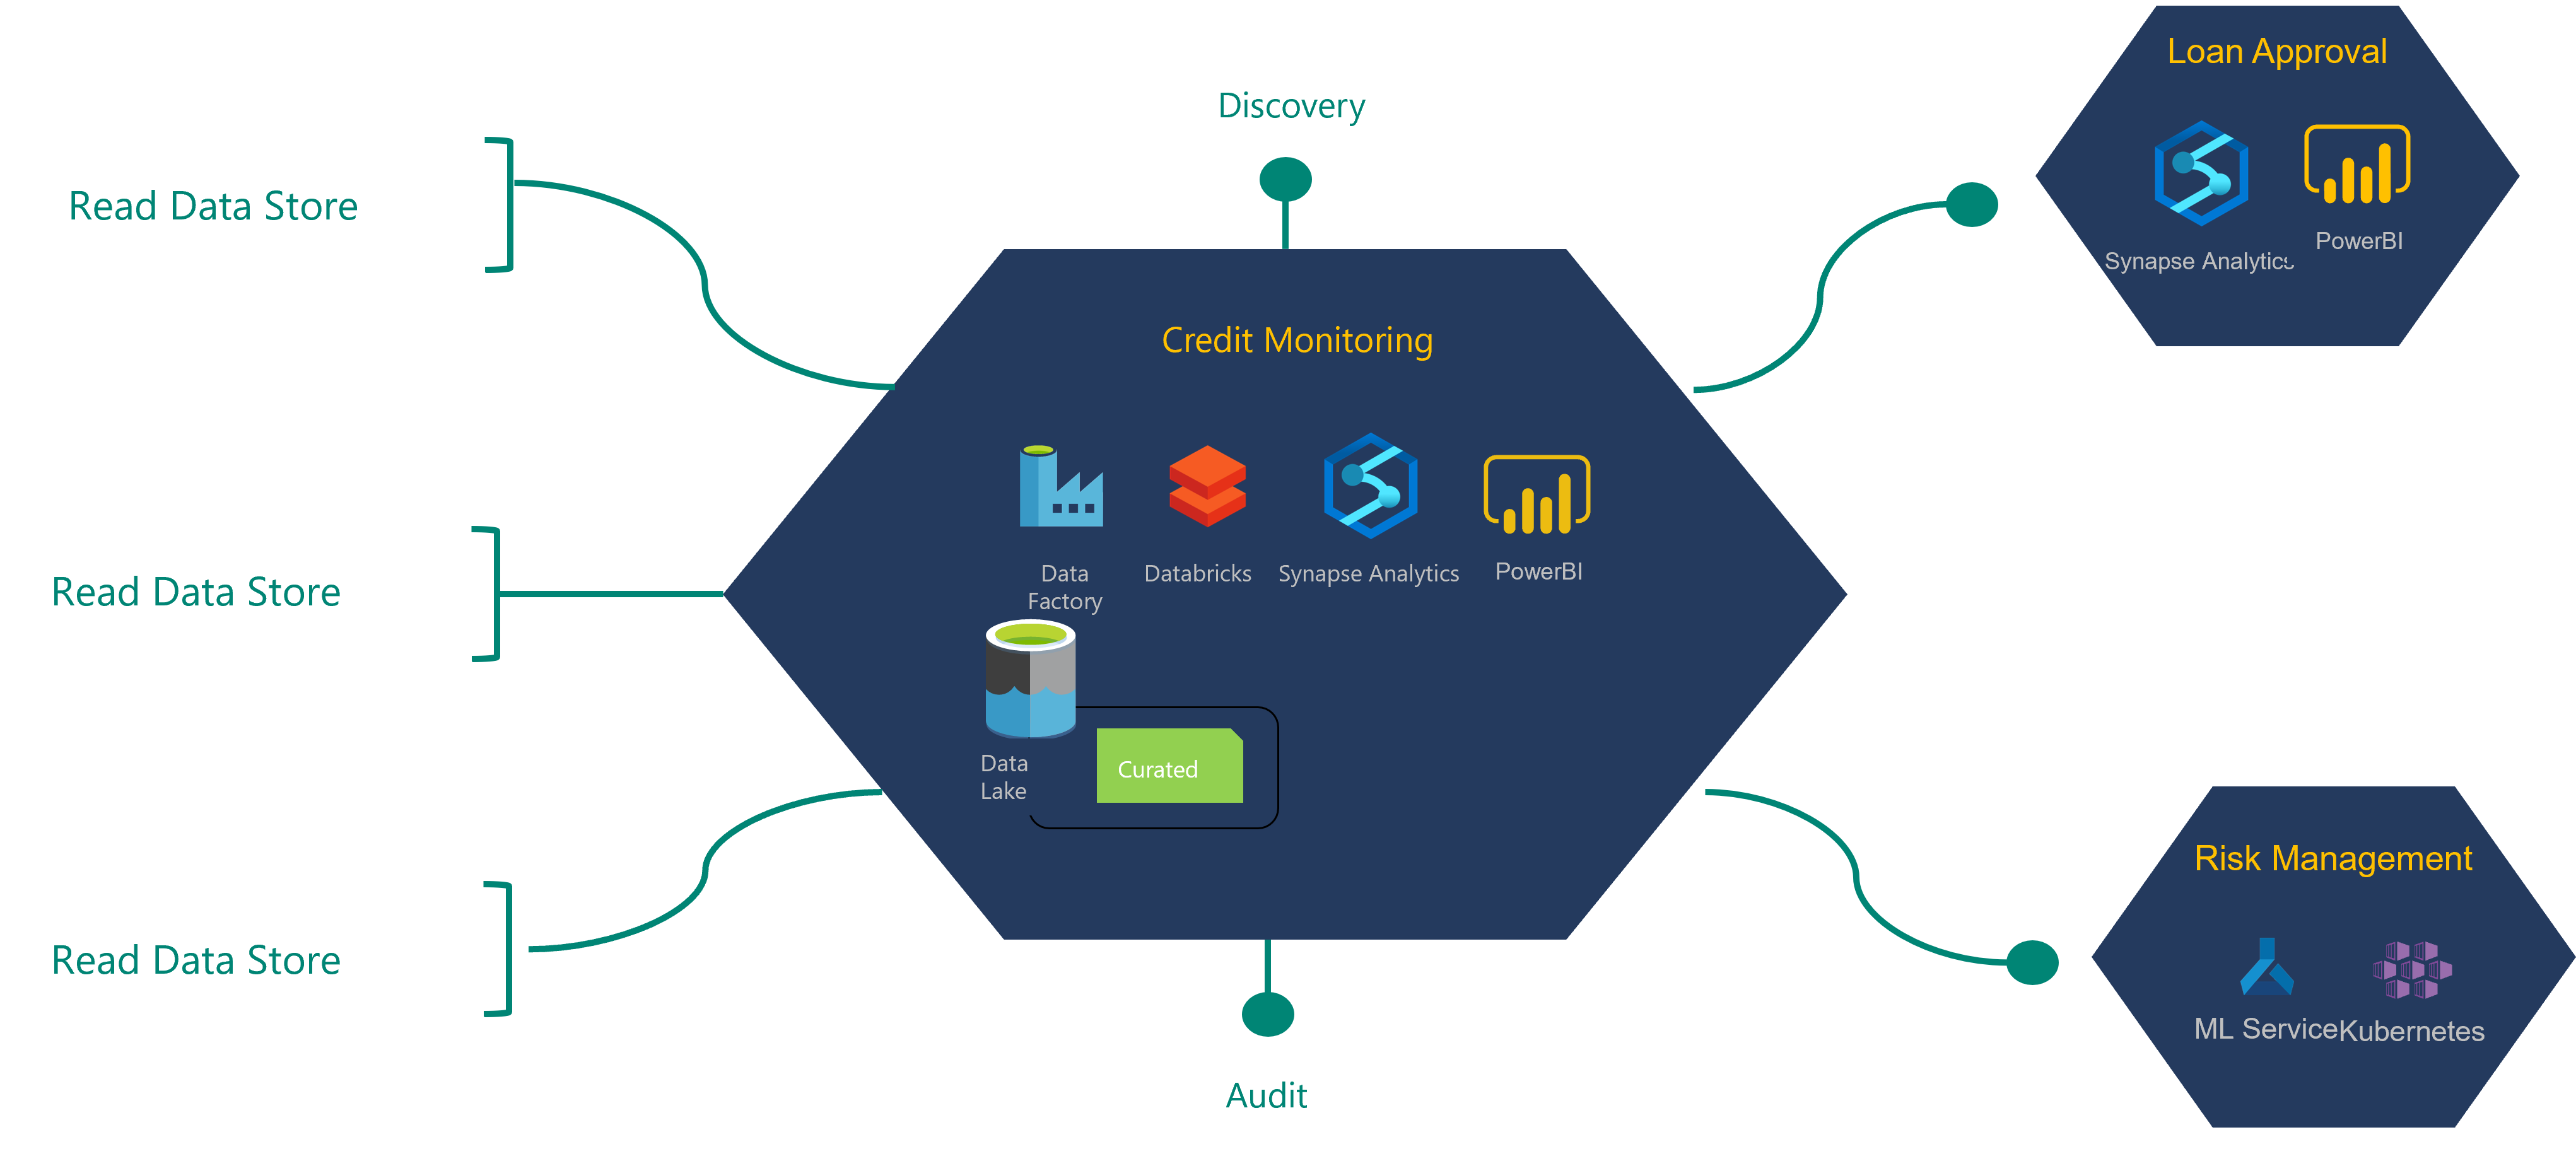 Loan Approval
Discovery
Read Data Store
PowerBI
Synapse Analytics
Credit Monitoring
Data
Factory
Databricks
Synapse Analytics
PowerBI
Read Data Store
Data
Lake
Curated
Risk Management
Read Data Store
ML Service
Kubernetes
Audit